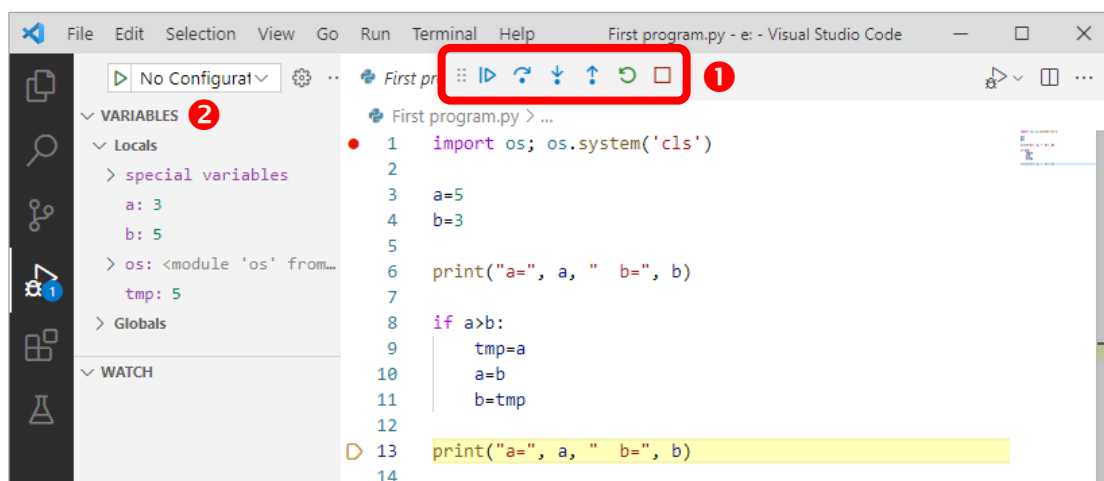 File Edit Selection View Go Run Terminal Help First program.py - e: - Visual Studio Code
No Configurat
First pr
1
VARIABLES 2
First program.py > ...
Locals
special variables
a: 3
b: 5
os: <module 'os' from…
tmp: 5
Globals
WATCH
1
1 import os; os.system('cls')
2
3 a=5
4 b=3
5
6 print("a=", a, "  b=", b)
7
8 if a>b:
9     tmp=a
10     a=b
11     b=tmp
12
13 print("a=", a, "  b=", b)
14